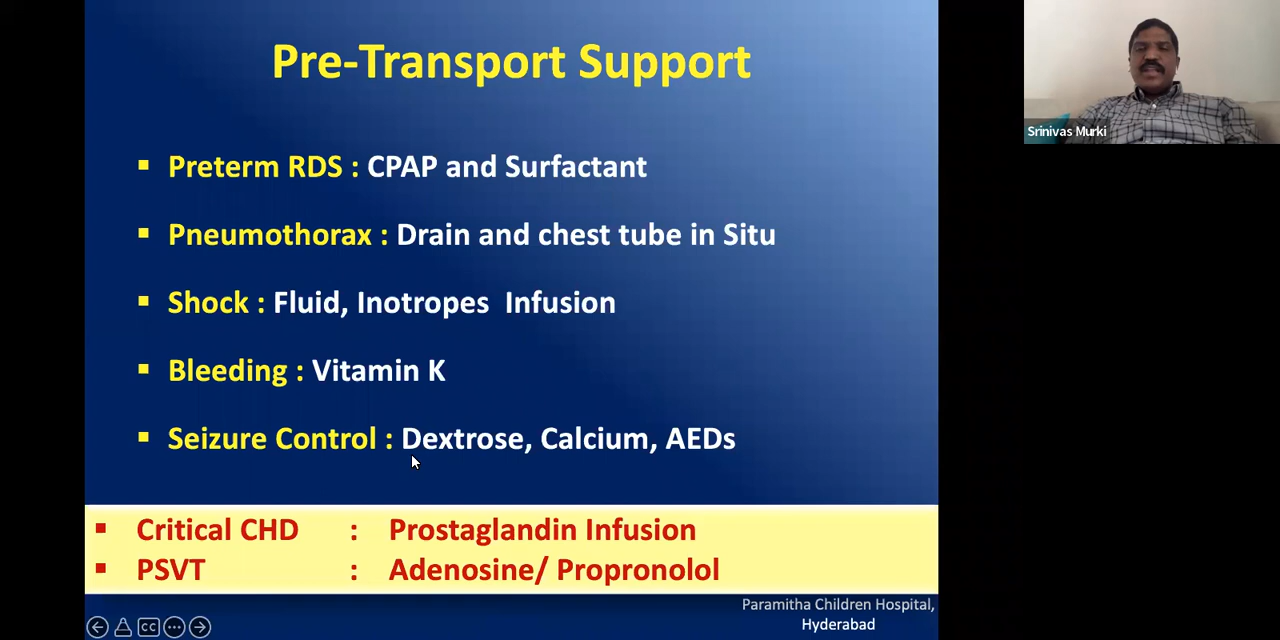 Pre-Transport Support
▪ Preterm RDS : CPAP and Surfactant
▪ Pneumothorax : Drain and chest tube in Situ
▪ Shock : Fluid, Inotropes Infusion
▪ Bleeding : Vitamin K
▪ Seizure Control : Dextrose, Calcium, AEDs
▪ Critical CHD : Prostaglandin Infusion
▪ PSVT : Adenosine/ Propronolol
Paramitha Children Hospital,
Hyderabad
CC
Srinivas Murki